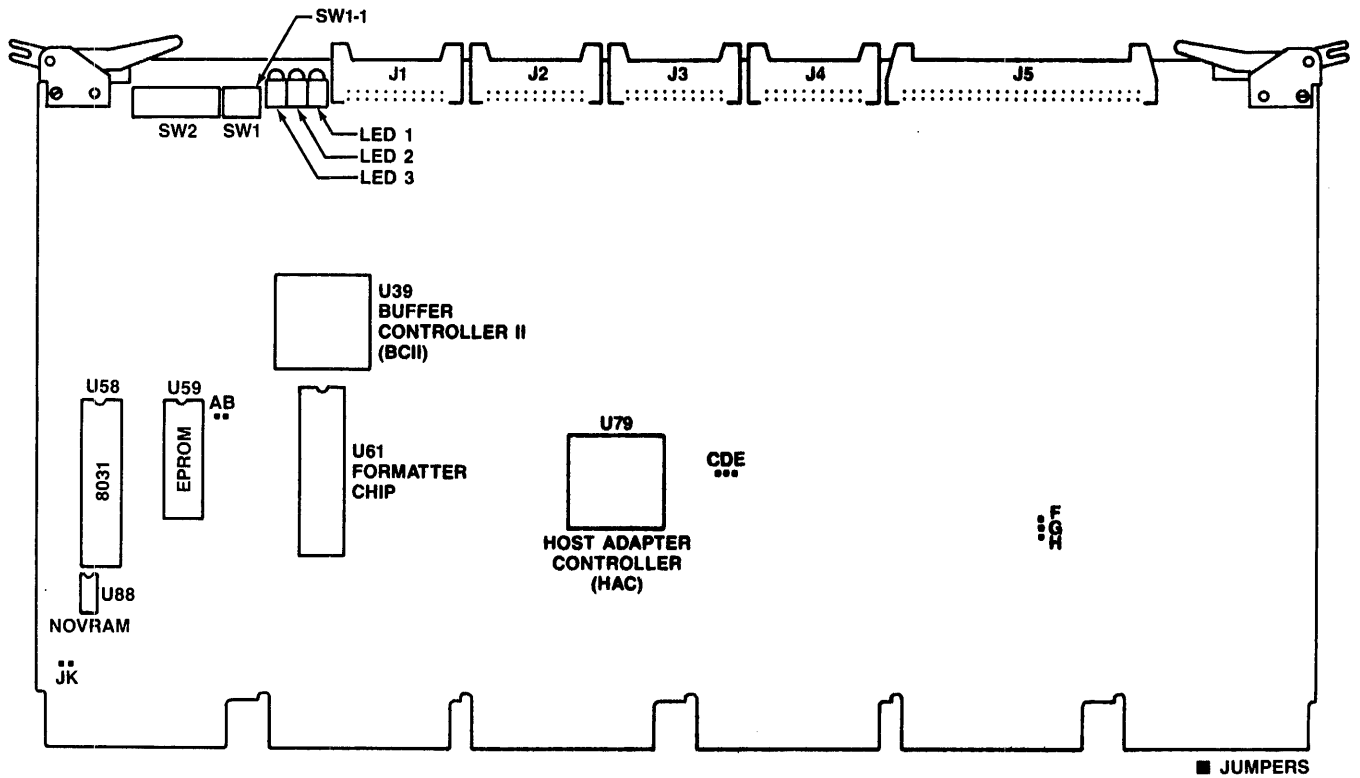 SW1-1
J1
J2
J3
J4
J5
SW2
SW1
LED 1
LED 2
LED 3
U39
BUFFER
CONTROLLER II
(BCII)
U58
U59
AB
8031
EPROM
U61
FORMATTER
CHIP
U79
HOST ADAPTER
CONTROLLER
(HAC)
CDE
F
G
H
U88
NOVRAM
JK
JUMPERS